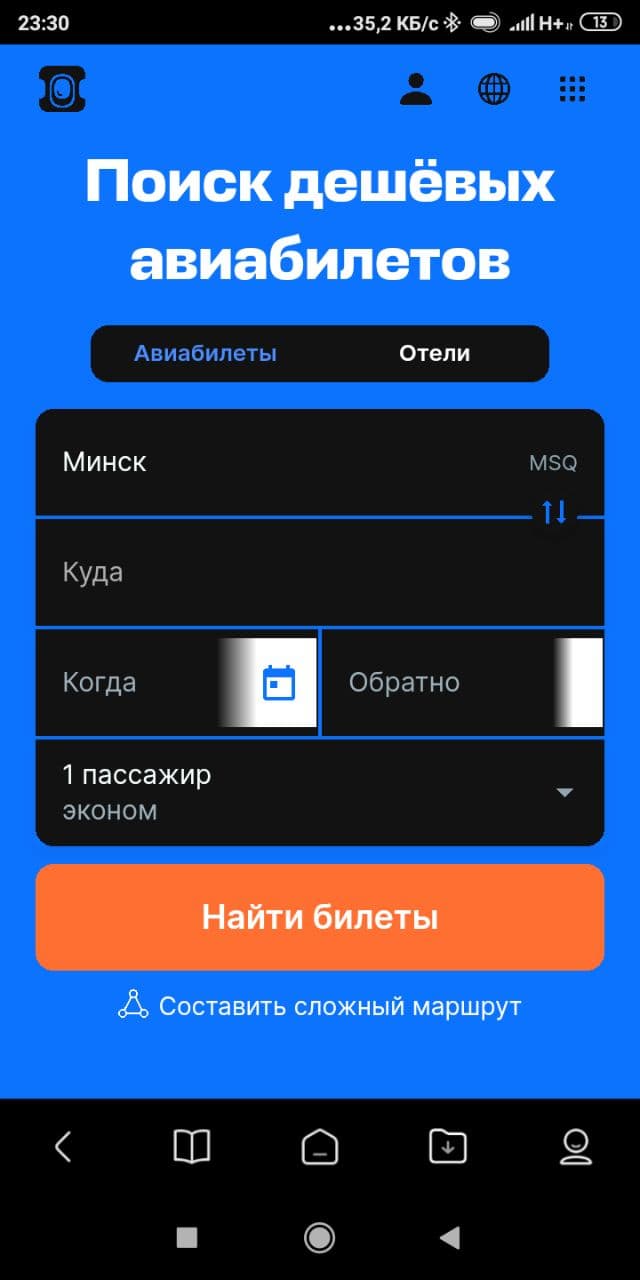 23:30
...35,2 КБ/с
H+
13
Поиск дешёвых
авиабилетов
Авиабилеты Отели
Минск MSQ
Куда
Когда Обратно
1 пассажир
эконом
Найти билеты
Составить сложный маршрут